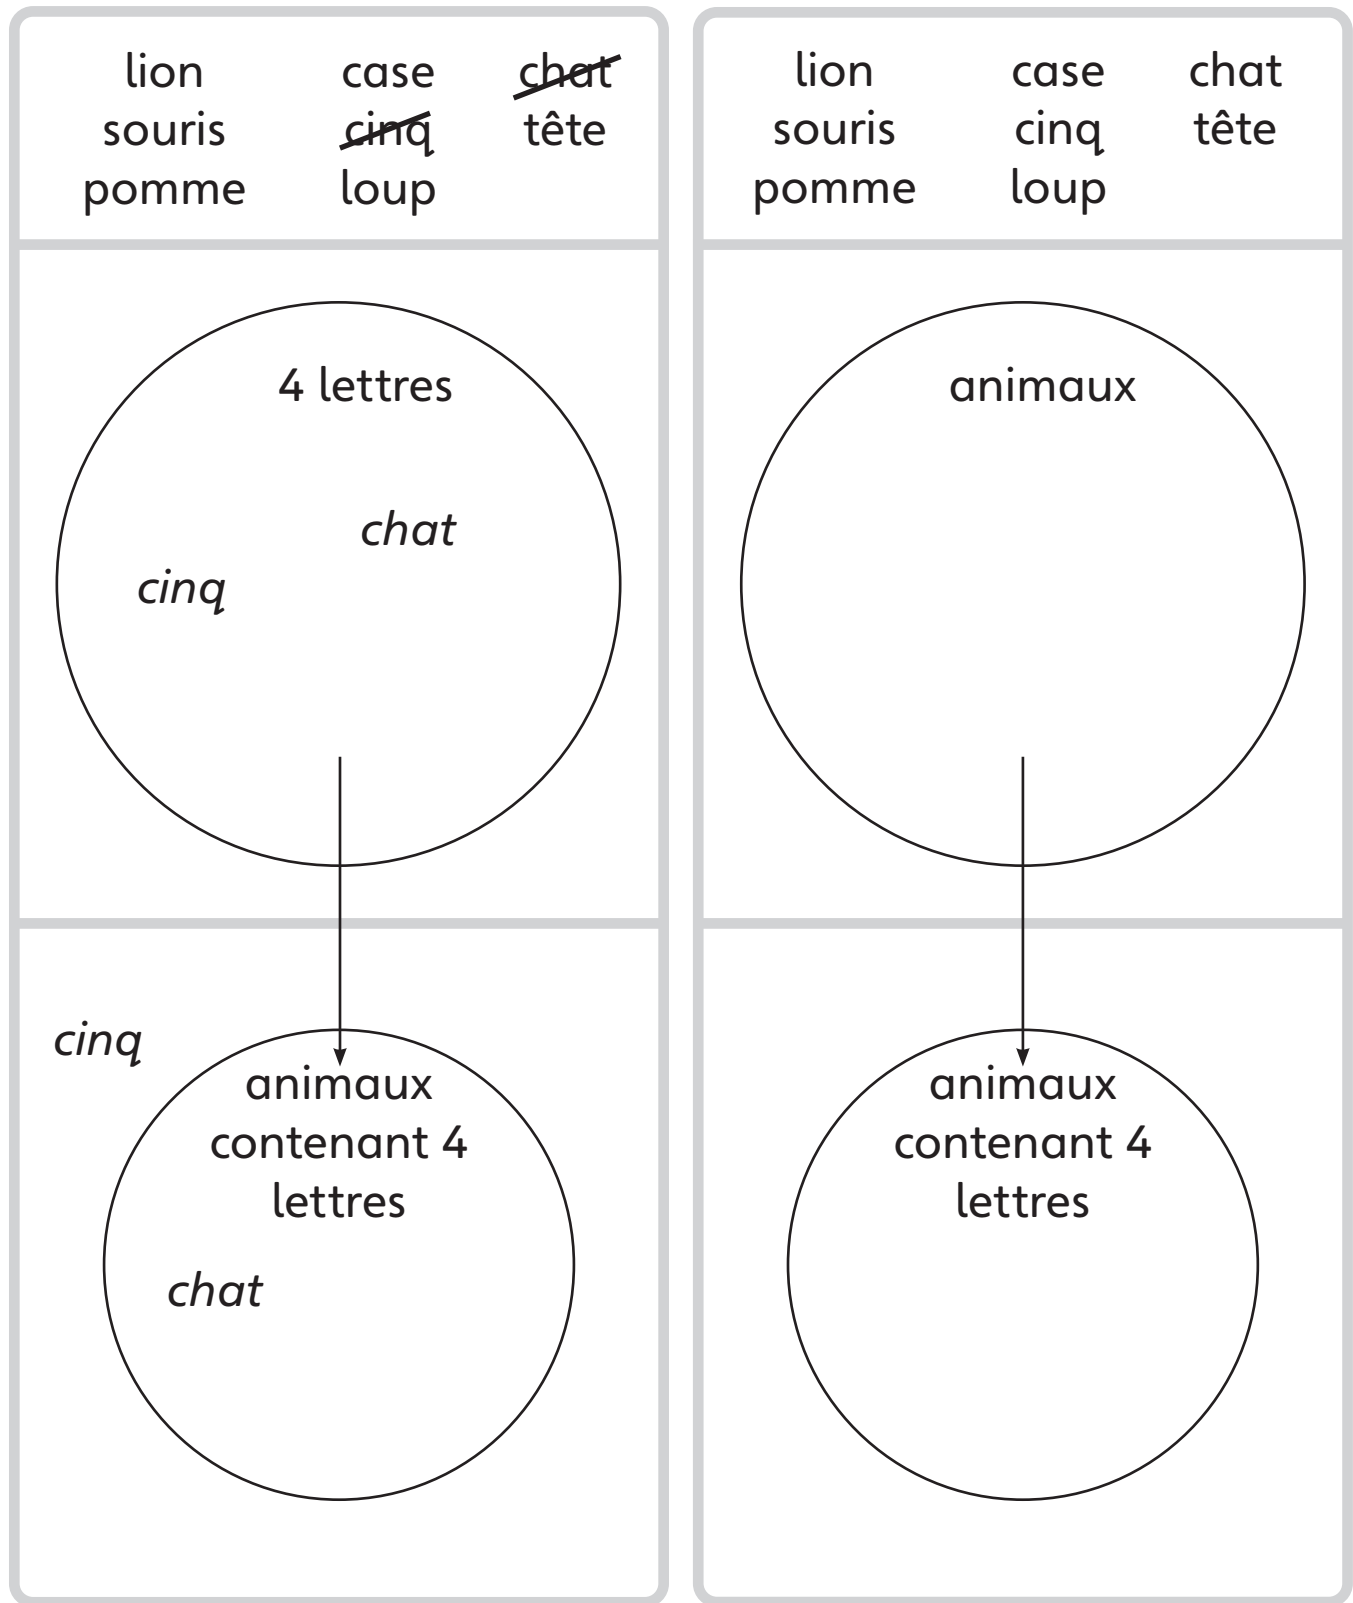 lion case chat
souris cinq tête
pomme loup
4 lettres
chat
cinq
cinq
animaux
contenant 4
lettres
chat
lion case chat
souris cinq tête
pomme loup
animaux
animaux
contenant 4
lettres